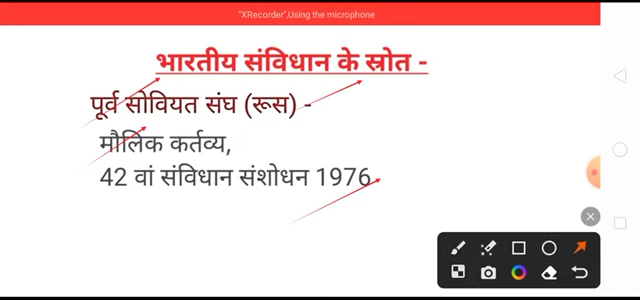 "XRecorder",Using the microphone
भारतीय संविधान के स्रोत -
पूर्व सोवियत संघ (रूस) -
मौलिक कर्तव्य,
42 वां संविधान संशोधन 1976